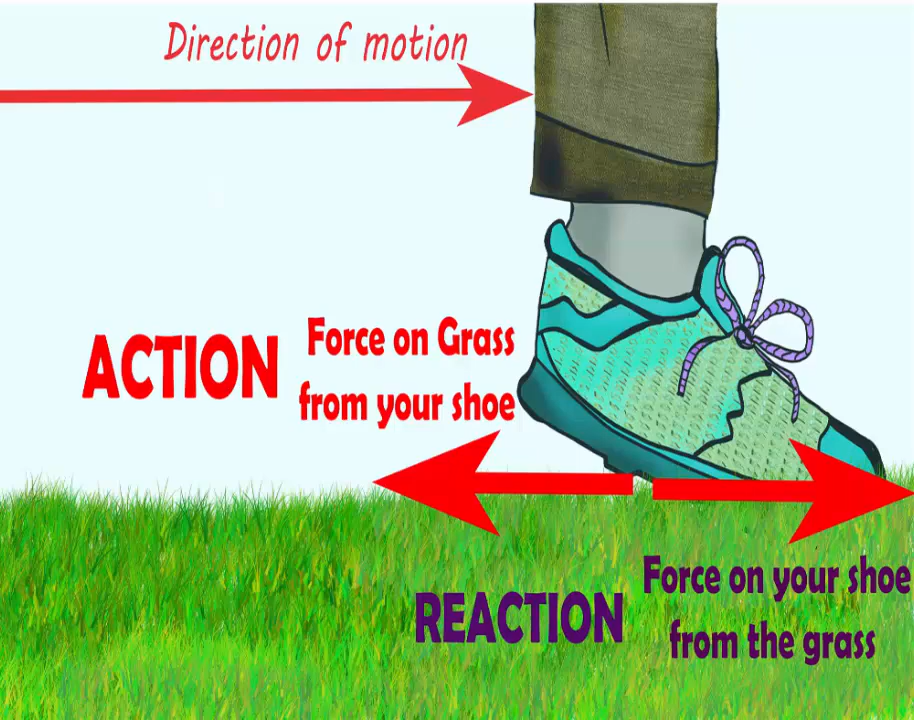 Direction of motion
ACTION
Force on Grass
from your shoe
REACTION
Force on your shoe
from the grass